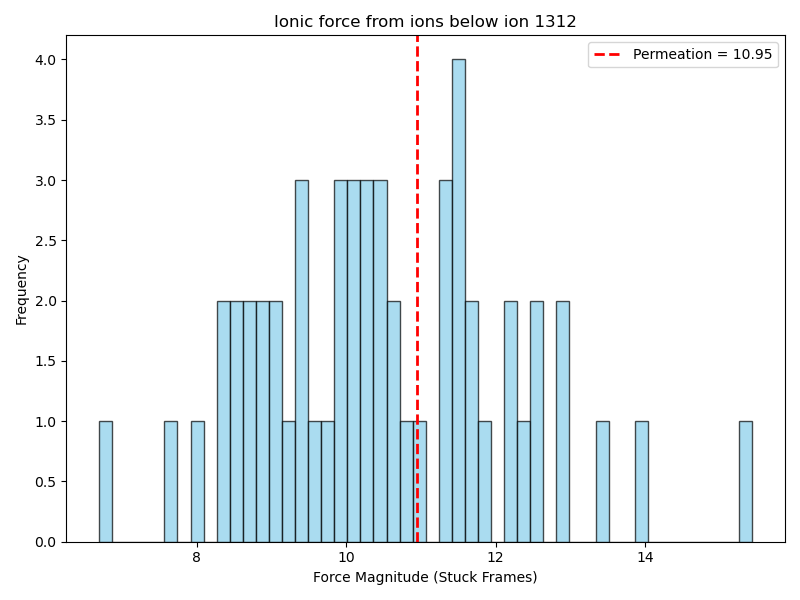 Ionic force from ions below ion 1312
Permeation = 10.95
Frequency
4.0
3.5
3.0
2.5
2.0
1.5
1.0
0.5
0.0
8 10 12 14
Force Magnitude (Stuck Frames)